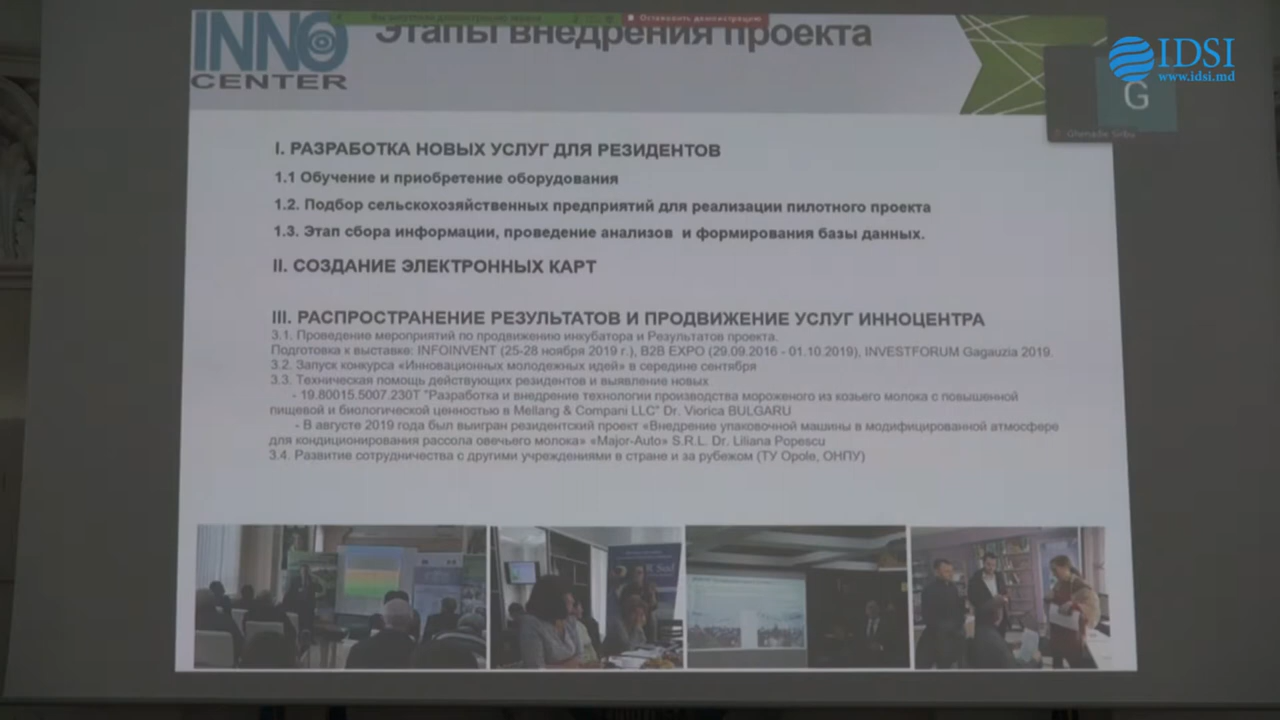 Остановить демонстрацию
INNO
CENTER
Этапы внедрения проекта
IDSI
www.idsi.md
G
Ghenadie Sirbu
I. РАЗРАБОТКА НОВЫХ УСЛУГ ДЛЯ РЕЗИДЕНТОВ
1.1 Обучение и приобретение оборудования
1.2. Подбор сельскохозяйственных предприятий для реализации пилотного проекта
1.3. Этап сбора информации, проведение анализов и формирования базы данных.
II. СОЗДАНИЕ ЭЛЕКТРОННЫХ КАРТ
III. РАСПРОСТРАНЕНИЕ РЕЗУЛЬТАТОВ И ПРОДВИЖЕНИЕ УСЛУГ ИННОЦЕНТРА
3.1. Проведение мероприятий по продвижению инкубатора и Результатов проекта.
Подготовка к выставке: INFOINVENT (25-28 ноября 2019 г.), B2B EXPO (29.09.2016 - 01.10.2019), INVESTFORUM Gagauzia 2019.
3.2. Запуск конкурса «Инновационных молодежных идей» в середине сентября
3.3. Техническая помощь действующих резидентов и выявление новых
- 19.80015.5007.230T "Разработка и внедрение технологии производства мороженого из козьего молока с повышенной
пищевой и биологической ценностью в Mellang & Compani LLC" Dr. Viorica BULGARU
- В августе 2019 года был выигран резидентский проект «Внедрение упаковочной машины в модифицированной атмосфере
для кондиционирования рассола овечьего молока» «Major-Auto» S.R.L. Dr. Liliana Popescu
3.4. Развитие сотрудничества с другими учреждениями в стране и за рубежом (ТУ Opole, ОНПУ)